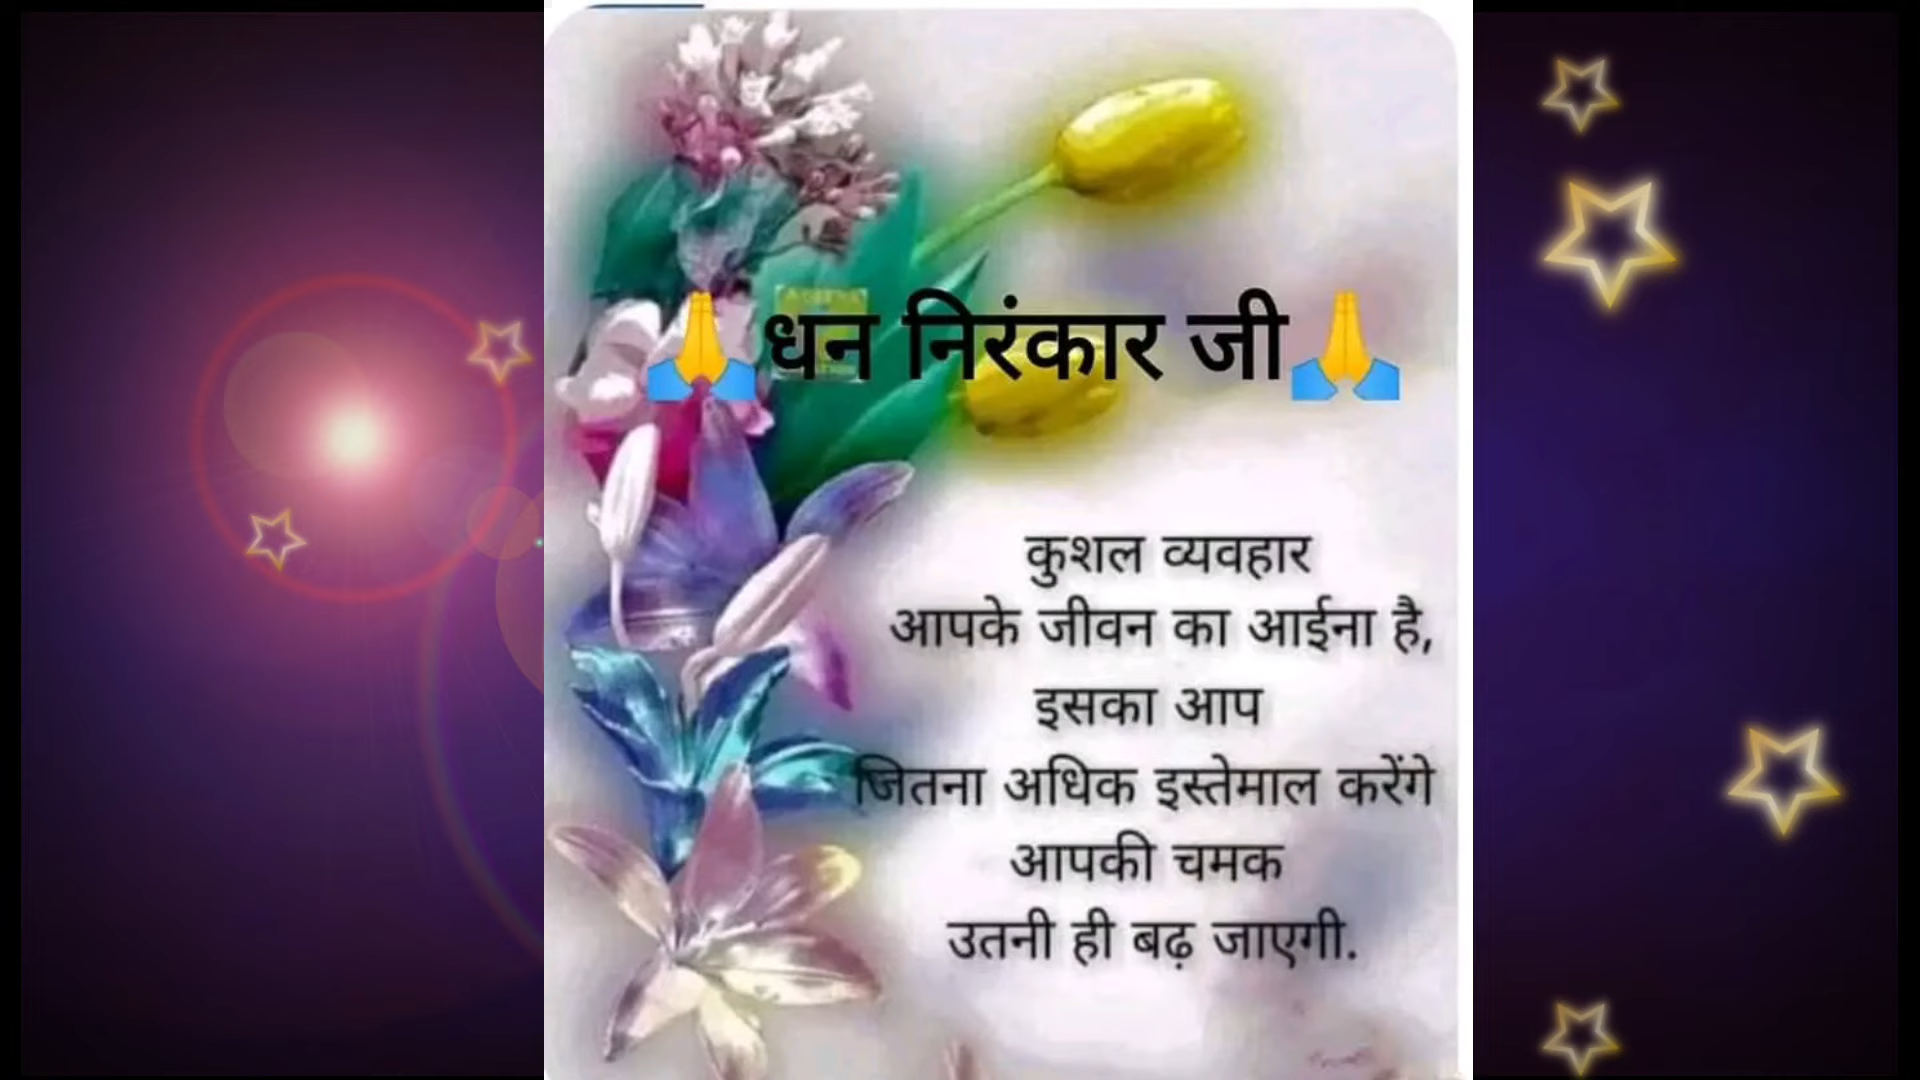 🙏धन निरंकार जी🙏
कुशल व्यवहार
आपके जीवन का आईना है,
इसका आप
जितना अधिक इस्तेमाल करेंगे
आपकी चमक
उतनी ही बढ़ जाएगी.